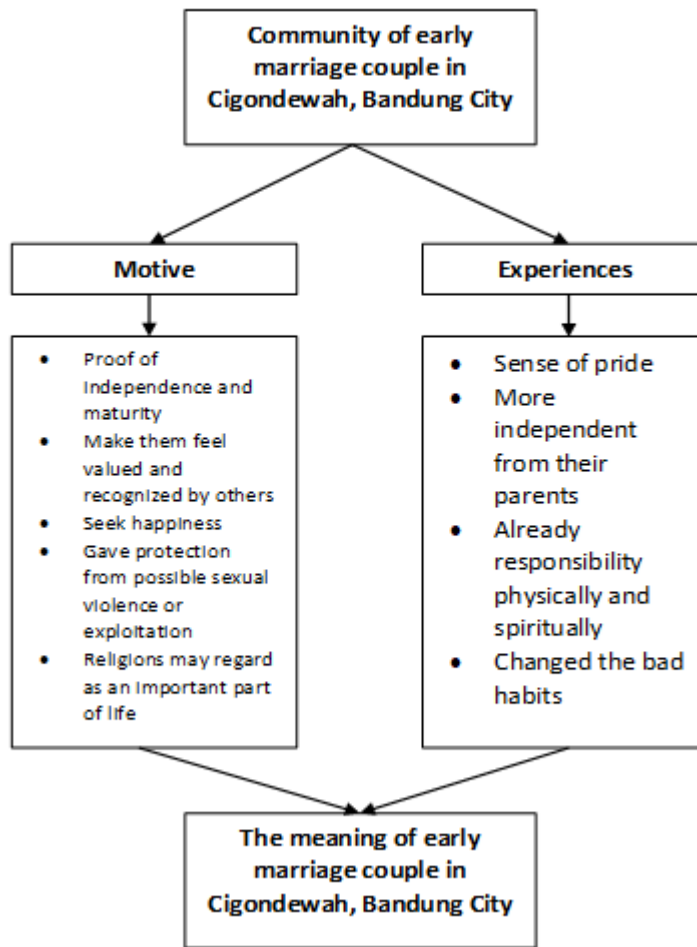 Community of early
marriage couple in
Cigondewah, Bandung City
Motive
Experiences
• Proof of
independence and
maturity
• Make them feel
valued and
recognized by others
• Seek happiness
• Gave protection
from possible sexual
violence or
exploitation
• Religions may regard
as an important part
of life
• Sense of pride
• More
independent
from their
parents
• Already
responsibility
physically and
spiritually
• Changed the bad
habits
The meaning of early
marriage couple in
Cigondewah, Bandung City